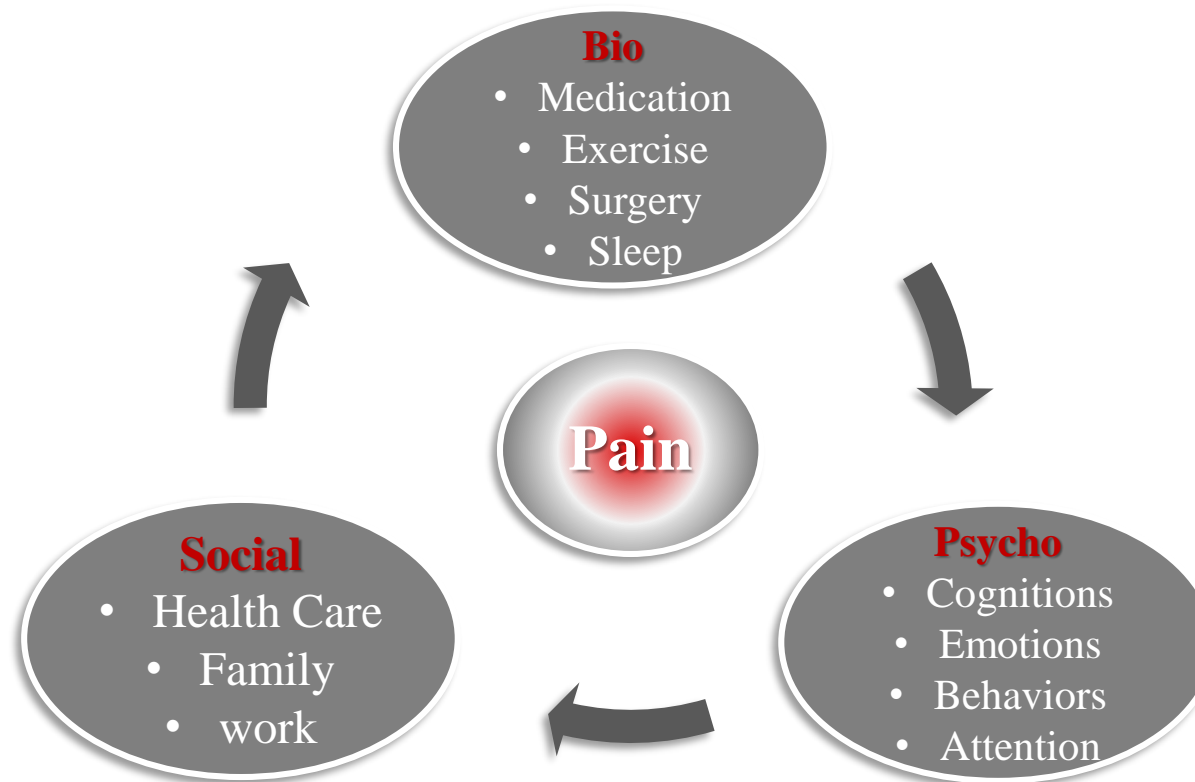 Bio
• Medication
• Exercise
• Surgery
• Sleep
Pain
Social
• Health Care
• Family
• work
Psycho
• Cognitions
• Emotions
• Behaviors
• Attention